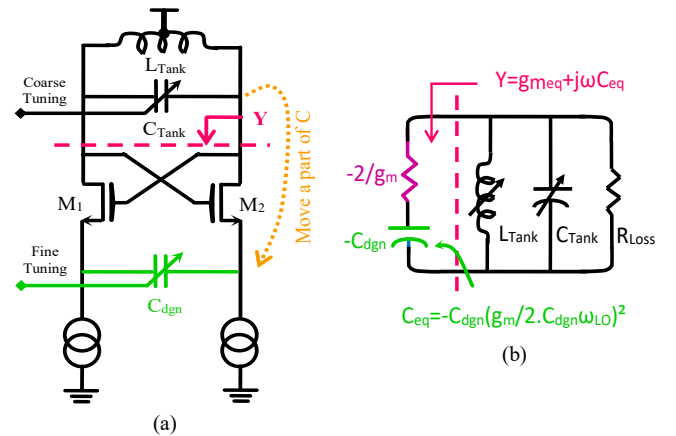 L_Tank
Coarse
Tuning
C_Tank
Y
M₁
M₂
Move a part of C
Fine
Tuning
C_dgn
(a)
Y=g_meq+jωC_eq
-2/g_m
-C_dgn
L_Tank
C_Tank
R_Loss
C_eq=-C_dgn(g_m/2.C_dgnω_LO)²
(b)